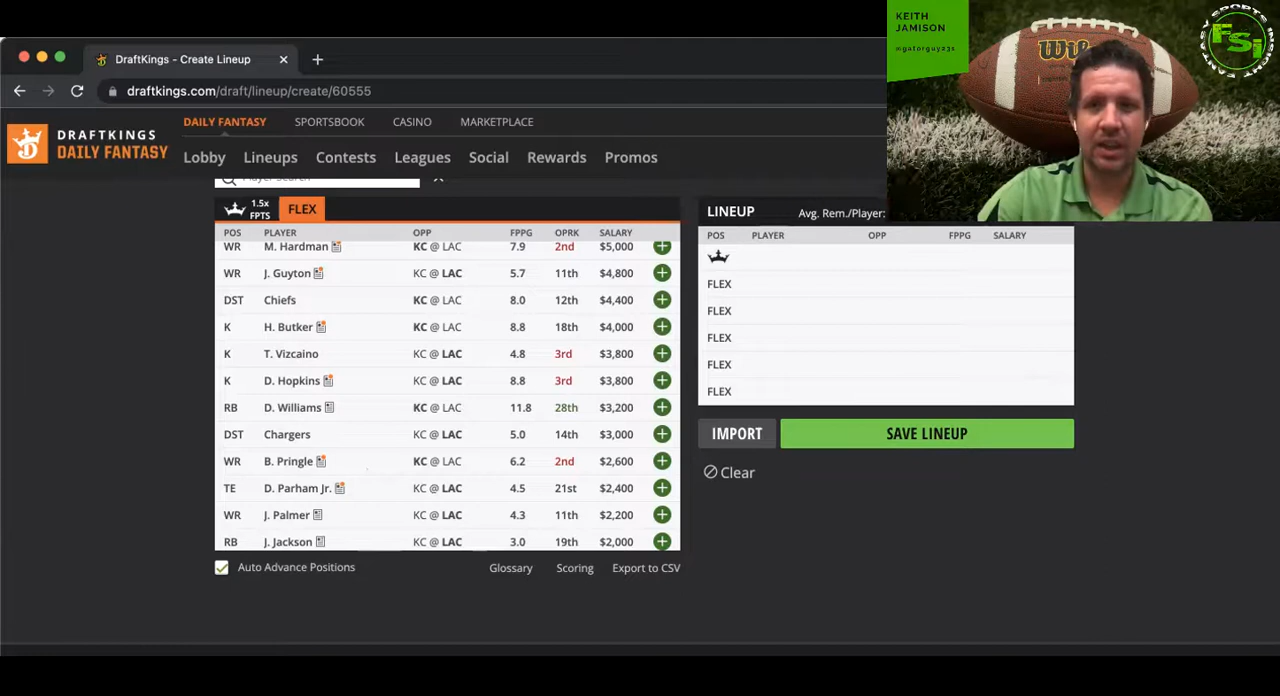 KEITH
JAMISON
@gatorguy23s
FANTASY SPORTS INSIGHT
FSi
DraftKings - Create Lineup
draftkings.com/draft/lineup/create/60555
DRAFTKINGS
DAILY FANTASY
DAILY FANTASY SPORTSBOOK CASINO MARKETPLACE
Lobby Lineups Contests Leagues Social Rewards Promos
Player Search
1.5x
FPTS
FLEX
POS PLAYER OPP FPPG OPRK SALARY
WR M. Hardman KC @ LAC 7.9 2nd $5,000
WR J. Guyton KC @ LAC 5.7 11th $4,800
DST Chiefs KC @ LAC 8.0 12th $4,400
K H. Butker KC @ LAC 8.8 18th $4,000
K T. Vizcaino KC @ LAC 4.8 3rd $3,800
K D. Hopkins KC @ LAC 8.8 3rd $3,800
RB D. Williams KC @ LAC 11.8 28th $3,200
DST Chargers KC @ LAC 5.0 14th $3,000
WR B. Pringle KC @ LAC 6.2 2nd $2,600
TE D. Parham Jr. KC @ LAC 4.5 21st $2,400
WR J. Palmer KC @ LAC 4.3 11th $2,200
RB J. Jackson KC @ LAC 3.0 19th $2,000
Auto Advance Positions
Glossary Scoring Export to CSV
LINEUP Avg. Rem./Player:
POS PLAYER OPP FPPG SALARY
FLEX
FLEX
FLEX
FLEX
FLEX
IMPORT SAVE LINEUP
Clear